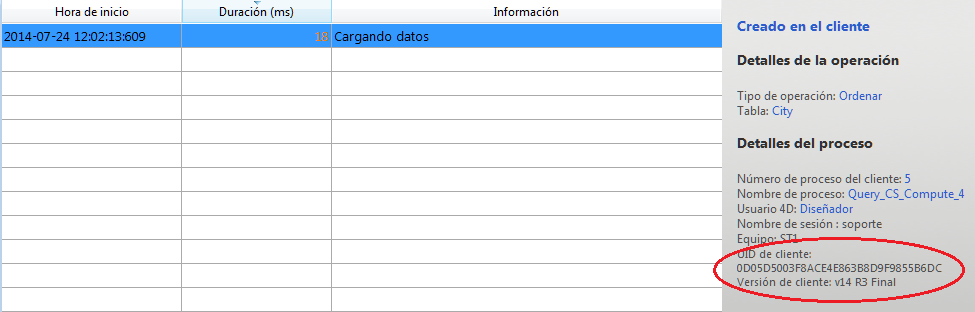 Hora de inicio Duración (ms) Información
2014-07-24 12:02:13:609 18 Cargando datos
Creado en el cliente
Detalles de la operación
Tipo de operación: Ordenar
Tabla: City
Detalles del proceso
Número de proceso del cliente: 5
Nombre de proceso: Query_CS_Compute_4
Usuario 4D: Diseñador
Nombre de sesión : soporte
Equipo: ST1
UID de cliente:
0D05D5003F8ACE4E863B8D9F9855B6DC
Versión de cliente: v14 R3 Final